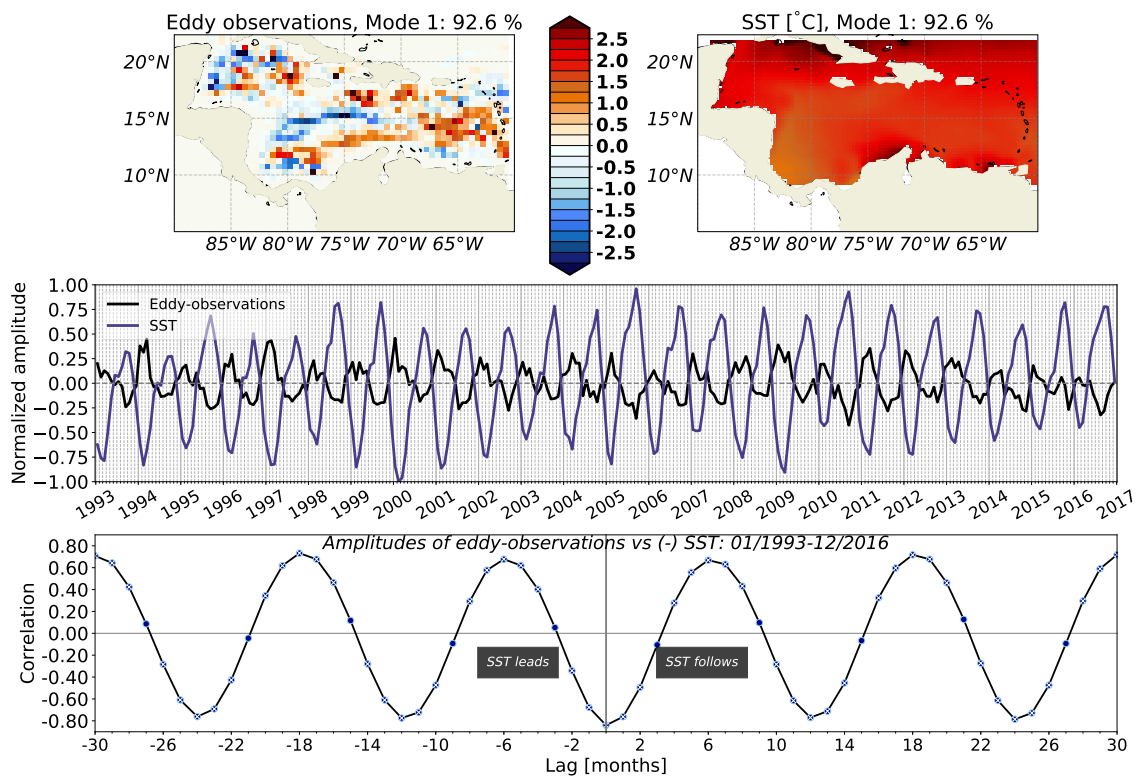 Eddy observations, Mode 1: 92.6 %
SST [˚C], Mode 1: 92.6 %
20°N
15°N
10°N
85°W 80°W 75°W 70°W 65°W
2.5
2.0
1.5
1.0
0.5
0.0
-0.5
-1.0
-1.5
-2.0
-2.5
20°N
15°N
10°N
85°W 80°W 75°W 70°W 65°W
Normalized amplitude
1.00
0.75
0.50
0.25
0.00
−0.25
−0.50
−0.75
−1.00
Eddy-observations
SST
1993 1994 1995 1996 1997 1998 1999 2000 2001 2002 2003 2004 2005 2006 2007 2008 2009 2010 2011 2012 2013 2014 2015 2016 2017
Amplitudes of eddy-observations vs (-) SST: 01/1993-12/2016
Correlation
0.80
0.60
0.40
0.20
0.00
-0.20
-0.40
-0.60
-0.80
SST leads
SST follows
-30 -26 -22 -18 -14 -10 -6 -2 2 6 10 14 18 22 26 30
Lag [months]